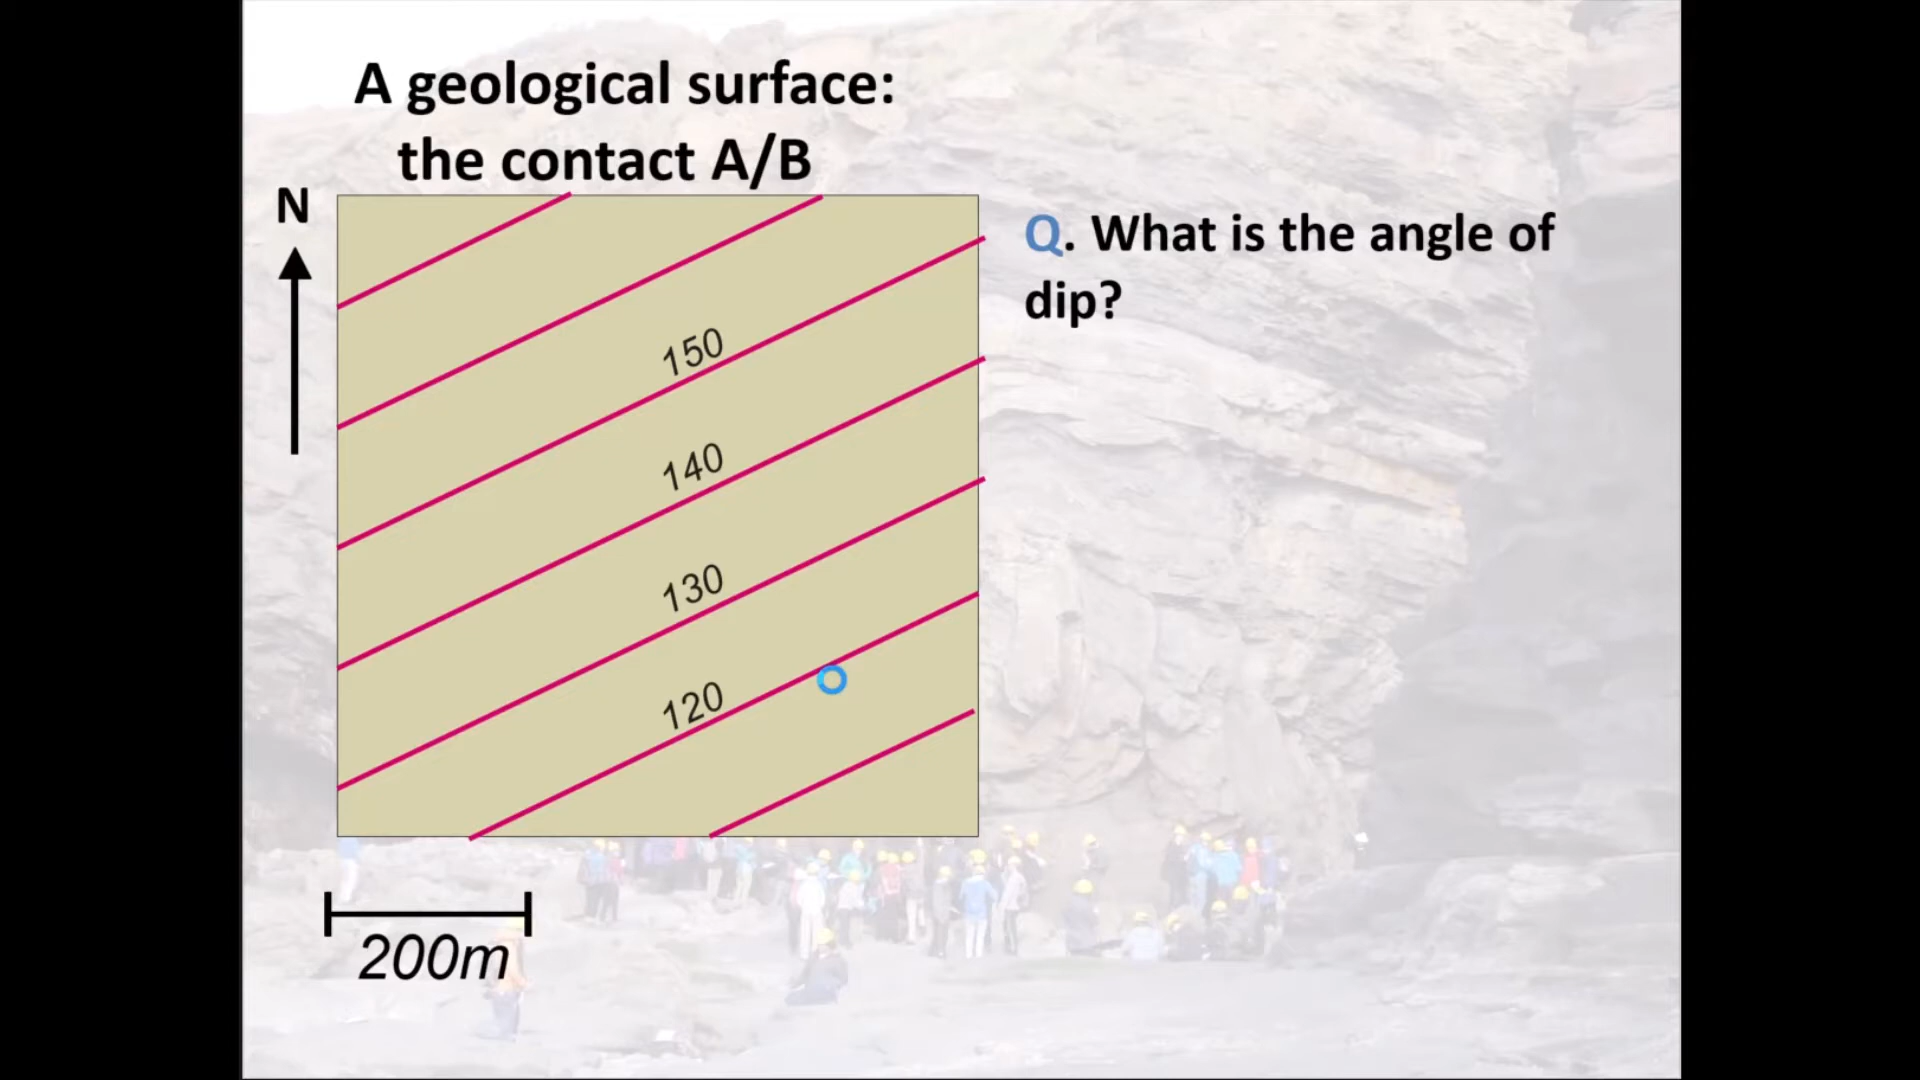 A geological surface:
the contact A/B
N
Q. What is the angle of
dip?
150
140
130
120
200m